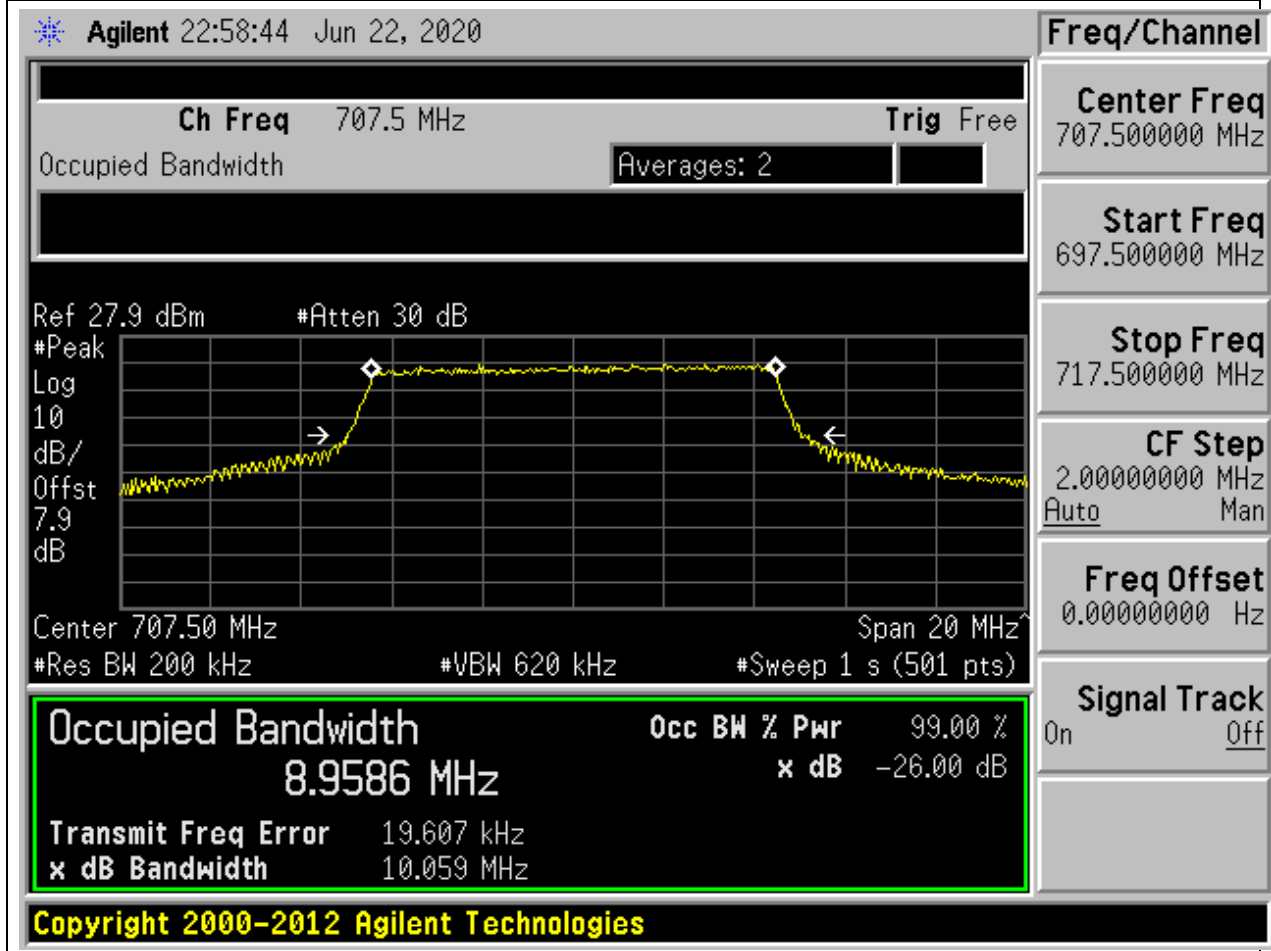 Agilent 22:58:44 Jun 22, 2020
Freq/Channel
Ch Freq 707.5 MHz Trig Free
Occupied Bandwidth Averages: 2
Ref 27.9 dBm #Atten 30 dB
#Peak
Log
10
dB/
Offst
7.9
dB
Center 707.50 MHz Span 20 MHz^
#Res BW 200 kHz #VBW 620 kHz #Sweep 1 s (501 pts)
Occupied Bandwidth Occ BW % Pwr 99.00 %
8.9586 MHz x dB -26.00 dB
Transmit Freq Error 19.607 kHz
x dB Bandwidth 10.059 MHz
Center Freq
707.500000 MHz
Start Freq
697.500000 MHz
Stop Freq
717.500000 MHz
CF Step
2.00000000 MHz
Auto Man
Freq Offset
0.00000000 Hz
Signal Track
On Off
Copyright 2000-2012 Agilent Technologies